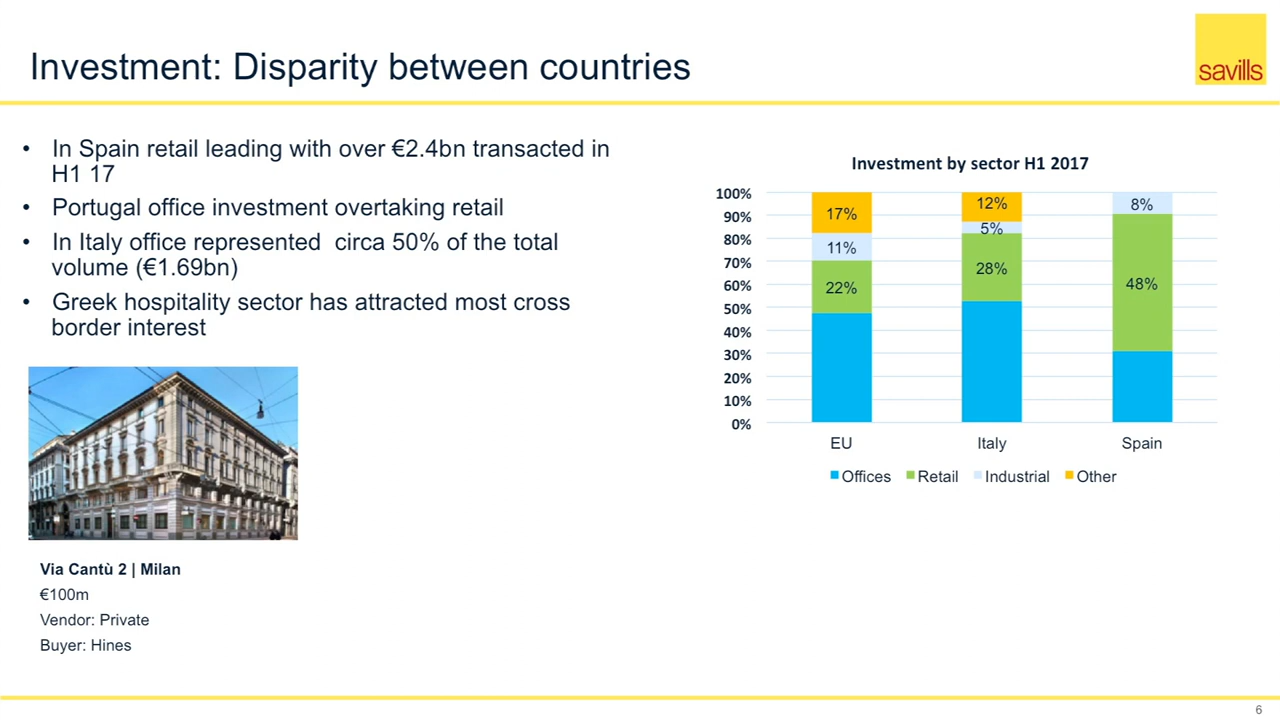 Investment: Disparity between countries
savills
• In Spain retail leading with over €2.4bn transacted in
H1 17
• Portugal office investment overtaking retail
• In Italy office represented  circa 50% of the total
volume (€1.69bn)
• Greek hospitality sector has attracted most cross
border interest
Via Cantù 2 | Milan
€100m
Vendor: Private
Buyer: Hines
Investment by sector H1 2017
100%
90%
80%
70%
60%
50%
40%
30%
20%
10%
0%
17%
11%
22%
12%
5%
28%
8%
48%
EU Italy Spain
Offices Retail Industrial Other
6